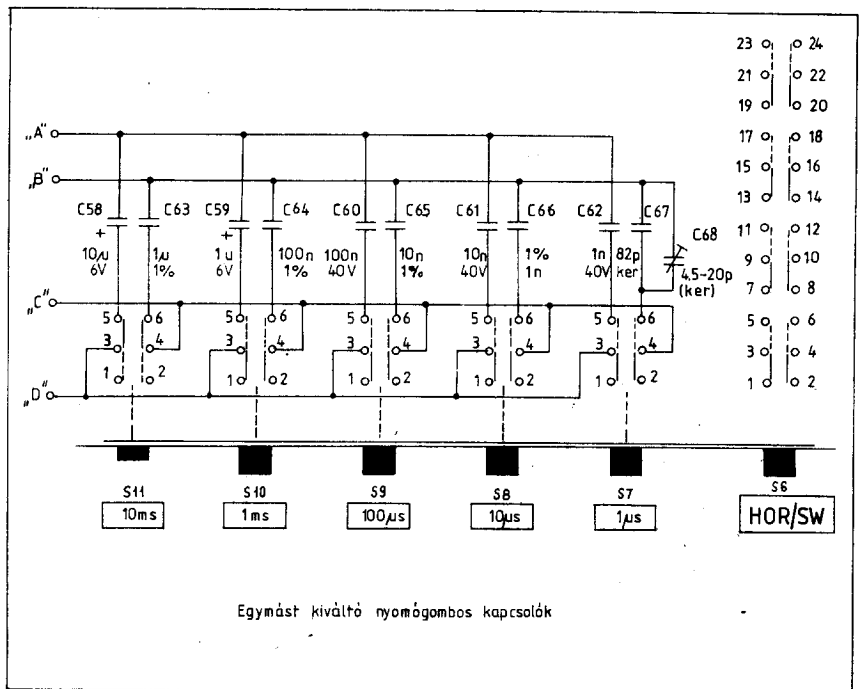 23 24
21 22
19 20
„A"
17 18
15 16
„B"
13 14
C58 C63 C59 C64 C60 C65 C61 C66 C62 C67
C68
11 12
10µ 1µ 1u 100n 100n 10n 10n 1% 1n 82p
6V 1% 6V 1% 40V 1% 40V 1n 40V ker
4.5-20p
(ker)
9 10
7 8
„C"
5 6 5 6 5 6 5 6 5 6 5 6
3 4 3 4 3 4 3 4 3 4 3 4
1 2 1 2 1 2 1 2 1 2 1 2
„D"
S11 S10 S9 S8 S7 S6
10ms 1ms 100µs 10µs 1µs HOR/SW
Egymást kiváltó nyomógombos kapcsolók